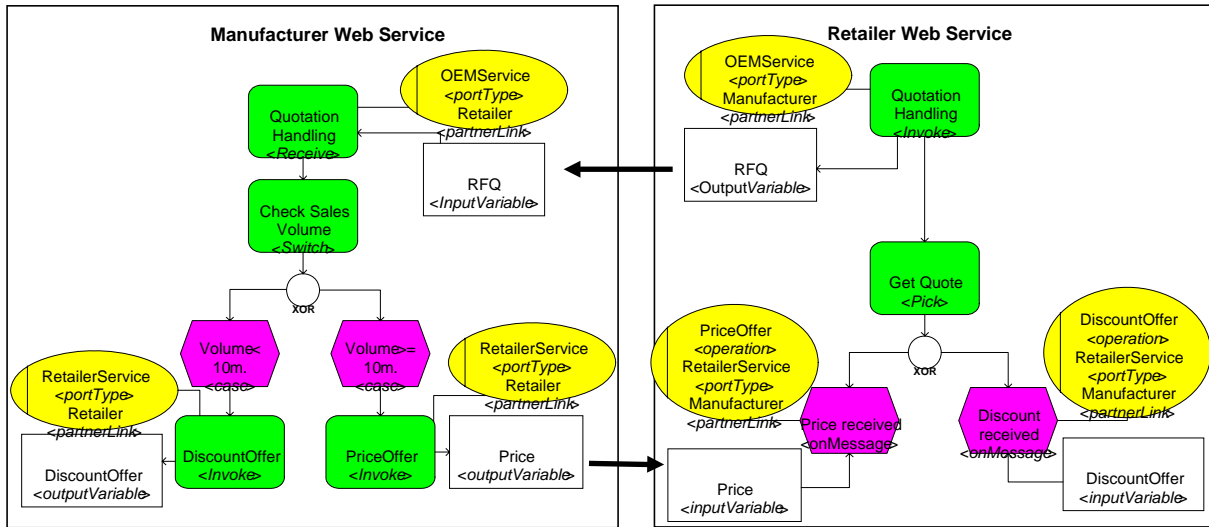 Manufacturer Web Service
OEMService
<portType>
Retailer
<partnerLink>
Quotation
Handling
<Receive>
RFQ
<InputVariable>
Check Sales
Volume
<Switch>
XOR
Volume<
10m.
<case>
Volume>=
10m.
<case>
RetailerService
<portType>
Retailer
<partnerLink>
RetailerService
<portType>
Retailer
<partnerLink>
DiscountOffer
<outputVariable>
DiscountOffer
<Invoke>
PriceOffer
<Invoke>
Price
<outputVariable>
Retailer Web Service
OEMService
<portType>
Manufacturer
<partnerLink>
Quotation
Handling
<Invoke>
RFQ
<OutputVariable>
Get Quote
<Pick>
XOR
PriceOffer
<operation>
RetailerService
<portType>
Manufacturer
<partnerLink>
DiscountOffer
<operation>
RetailerService
<portType>
Manufacturer
<partnerLink>
Price received
<onMessage>
Discount
received
<onMessage>
Price
<inputVariable>
DiscountOffer
<inputVariable>